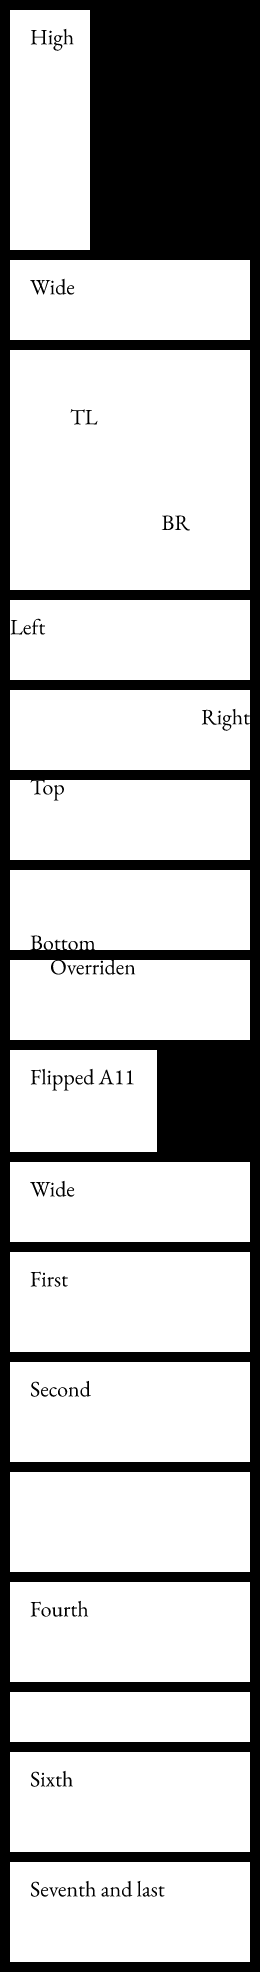 High
Wide
TL
BR
Left
Right
Top
Bottom
Overriden
Flipped A11
Wide
First
Second
Fourth
Sixth
Seventh and last